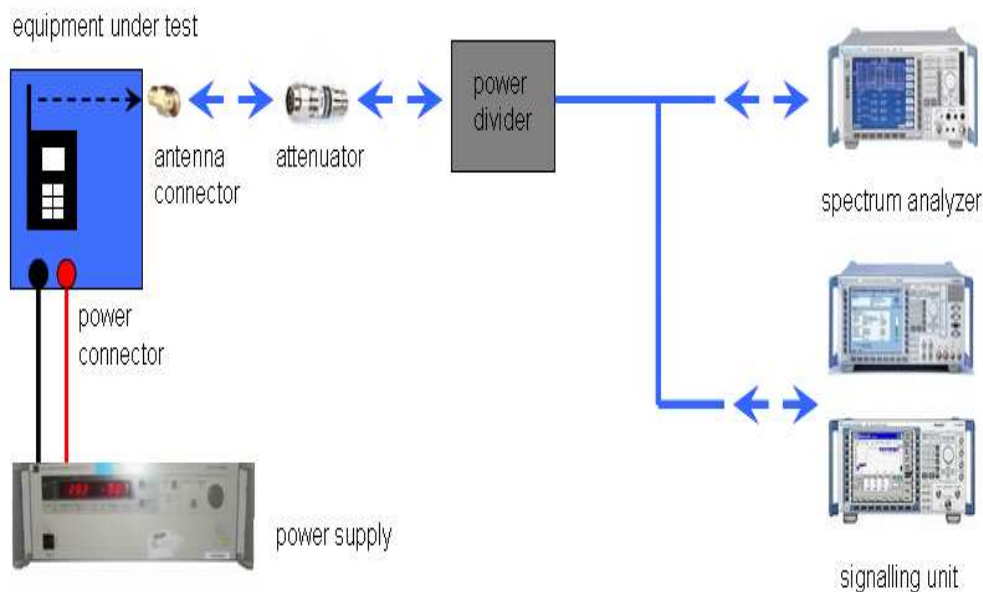 equipment under test
power
divider
antenna
connector
attenuator
spectrum analyzer
power
connector
power supply
signalling unit